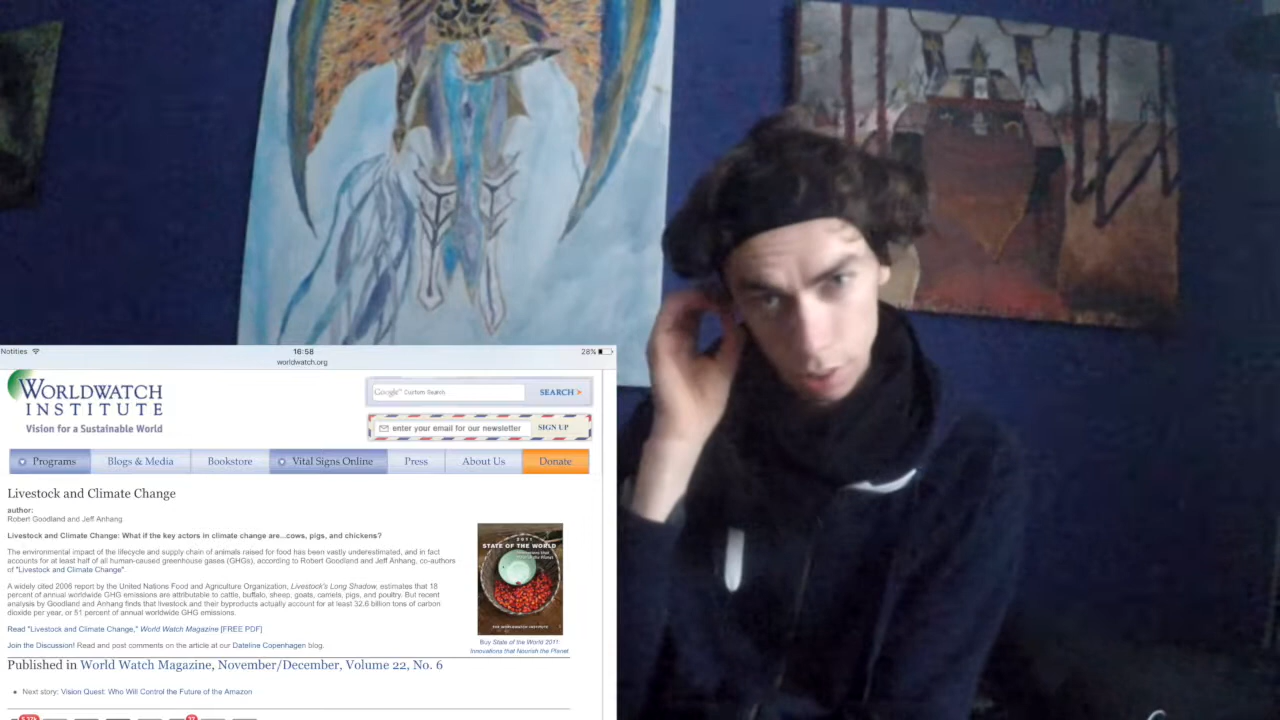 Notities 16:58 28%
worldwatch.org
WORLDWATCH
INSTITUTE
Vision for a Sustainable World
Google™ Custom Search SEARCH >
enter your email for our newsletter SIGN UP
Programs Blogs & Media Bookstore Vital Signs Online Press About Us Donate
Livestock and Climate Change
author:
Robert Goodland and Jeff Anhang
Livestock and Climate Change: What if the key actors in climate change are...cows, pigs, and chickens?
The environmental impact of the lifecycle and supply chain of animals raised for food has been vastly underestimated, and in fact
accounts for at least half of all human-caused greenhouse gases (GHGs), according to Robert Goodland and Jeff Anhang, co-authors
of "Livestock and Climate Change".
A widely cited 2006 report by the United Nations Food and Agriculture Organization, Livestock's Long Shadow, estimates that 18
percent of annual worldwide GHG emissions are attributable to cattle, buffalo, sheep, goats, camels, pigs, and poultry. But recent
analysis by Goodland and Anhang finds that livestock and their byproducts actually account for at least 32.6 billion tons of carbon
dioxide per year, or 51 percent of annual worldwide GHG emissions.
Read "Livestock and Climate Change," World Watch Magazine [FREE PDF]
Join the Discussion! Read and post comments on the article at our Dateline Copenhagen blog.
2011
STATE OF THE WORLD
Innovations that
Nourish the Planet
THE WORLDWATCH INSTITUTE
Buy State of the World 2011
Innovations that Nourish the Planet
Published in World Watch Magazine, November/December, Volume 22, No. 6
Next story: Vision Quest: Who Will Control the Future of the Amazon